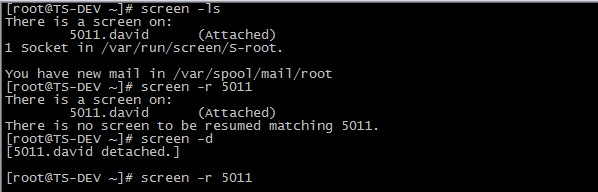 [root@TS-DEV ~]# screen -ls
There is a screen on:
5011.david (Attached)
1 Socket in /var/run/screen/S-root.
You have new mail in /var/spool/mail/root
[root@TS-DEV ~]# screen -r 5011
There is a screen on:
5011.david (Attached)
There is no screen to be resumed matching 5011.
[root@TS-DEV ~]# screen -d
[5011.david detached.]
[root@TS-DEV ~]# screen -r 5011